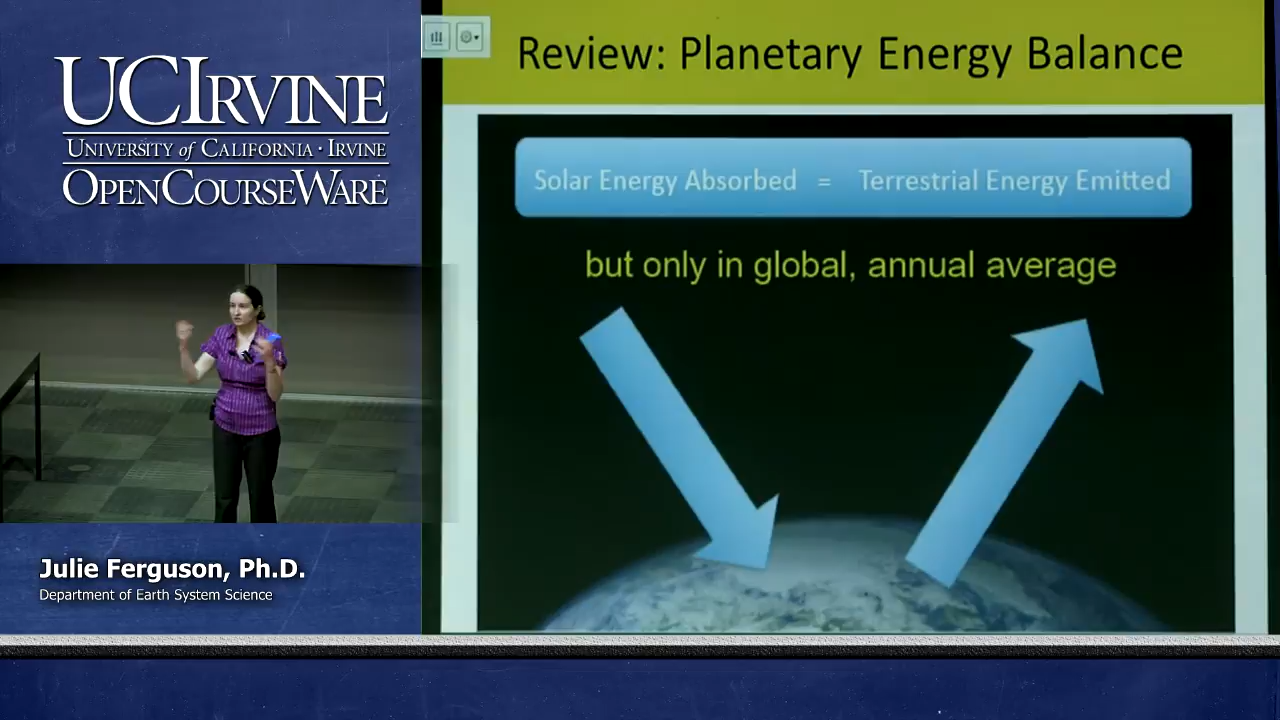 UCIRVINE
UNIVERSITY of CALIFORNIA · IRVINE
OPENCOURSEWARE
Julie Ferguson, Ph.D.
Department of Earth System Science
Review: Planetary Energy Balance
Solar Energy Absorbed = Terrestrial Energy Emitted
but only in global, annual average